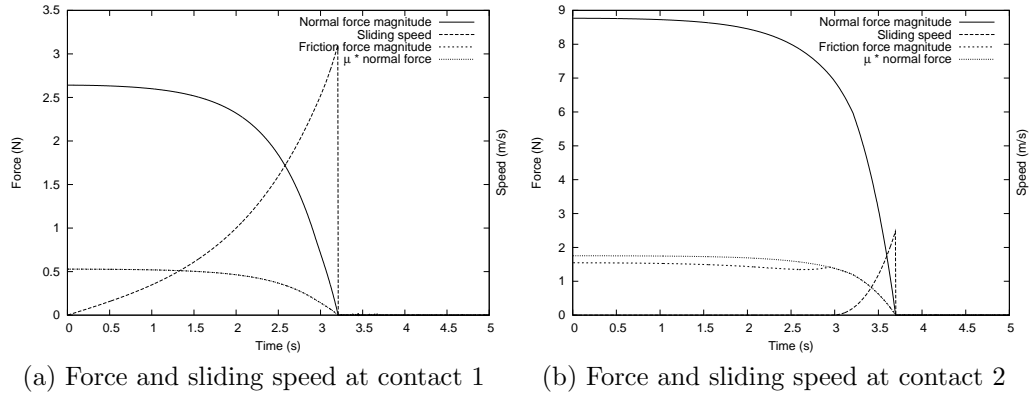 Normal force magnitude
Sliding speed
Friction force magnitude
μ * normal force
3.5
3
2.5
2
1.5
1
0.5
0
Force (N)
Speed (m/s)
0 0.5 1 1.5 2 2.5 3 3.5 4 4.5 5
Time (s)
(a) Force and sliding speed at contact 1
Normal force magnitude
Sliding speed
Friction force magnitude
μ * normal force
9
8
7
6
5
4
3
2
1
0
Force (N)
Speed (m/s)
0 0.5 1 1.5 2 2.5 3 3.5 4 4.5 5
Time (s)
(b) Force and sliding speed at contact 2